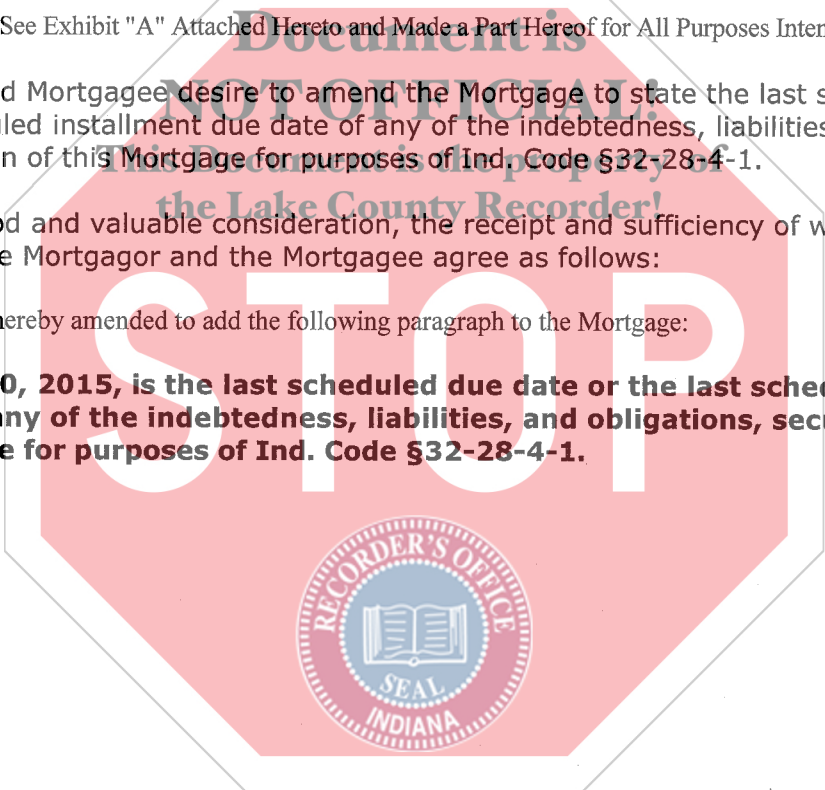 Document is
See Exhibit "A" Attached Hereto and Made a Part Hereof for All Purposes Inten
NOT OFFICIAL!
d Mortgagee desire to amend the Mortgage to state the last s
led installment due date of any of the indebtedness, liabilities
This Document is the property of
n of this Mortgage for purposes of Ind. Code §32-28-4-1.
the Lake County Recorder!
od and valuable consideration, the receipt and sufficiency of w
e Mortgagor and the Mortgagee agree as follows:
STOP
hereby amended to add the following paragraph to the Mortgage:
0, 2015, is the last scheduled due date or the last sched
any of the indebtedness, liabilities, and obligations, secu
e for purposes of Ind. Code §32-28-4-1.
RECORDER'S OFFICE
SEAL
INDIANA